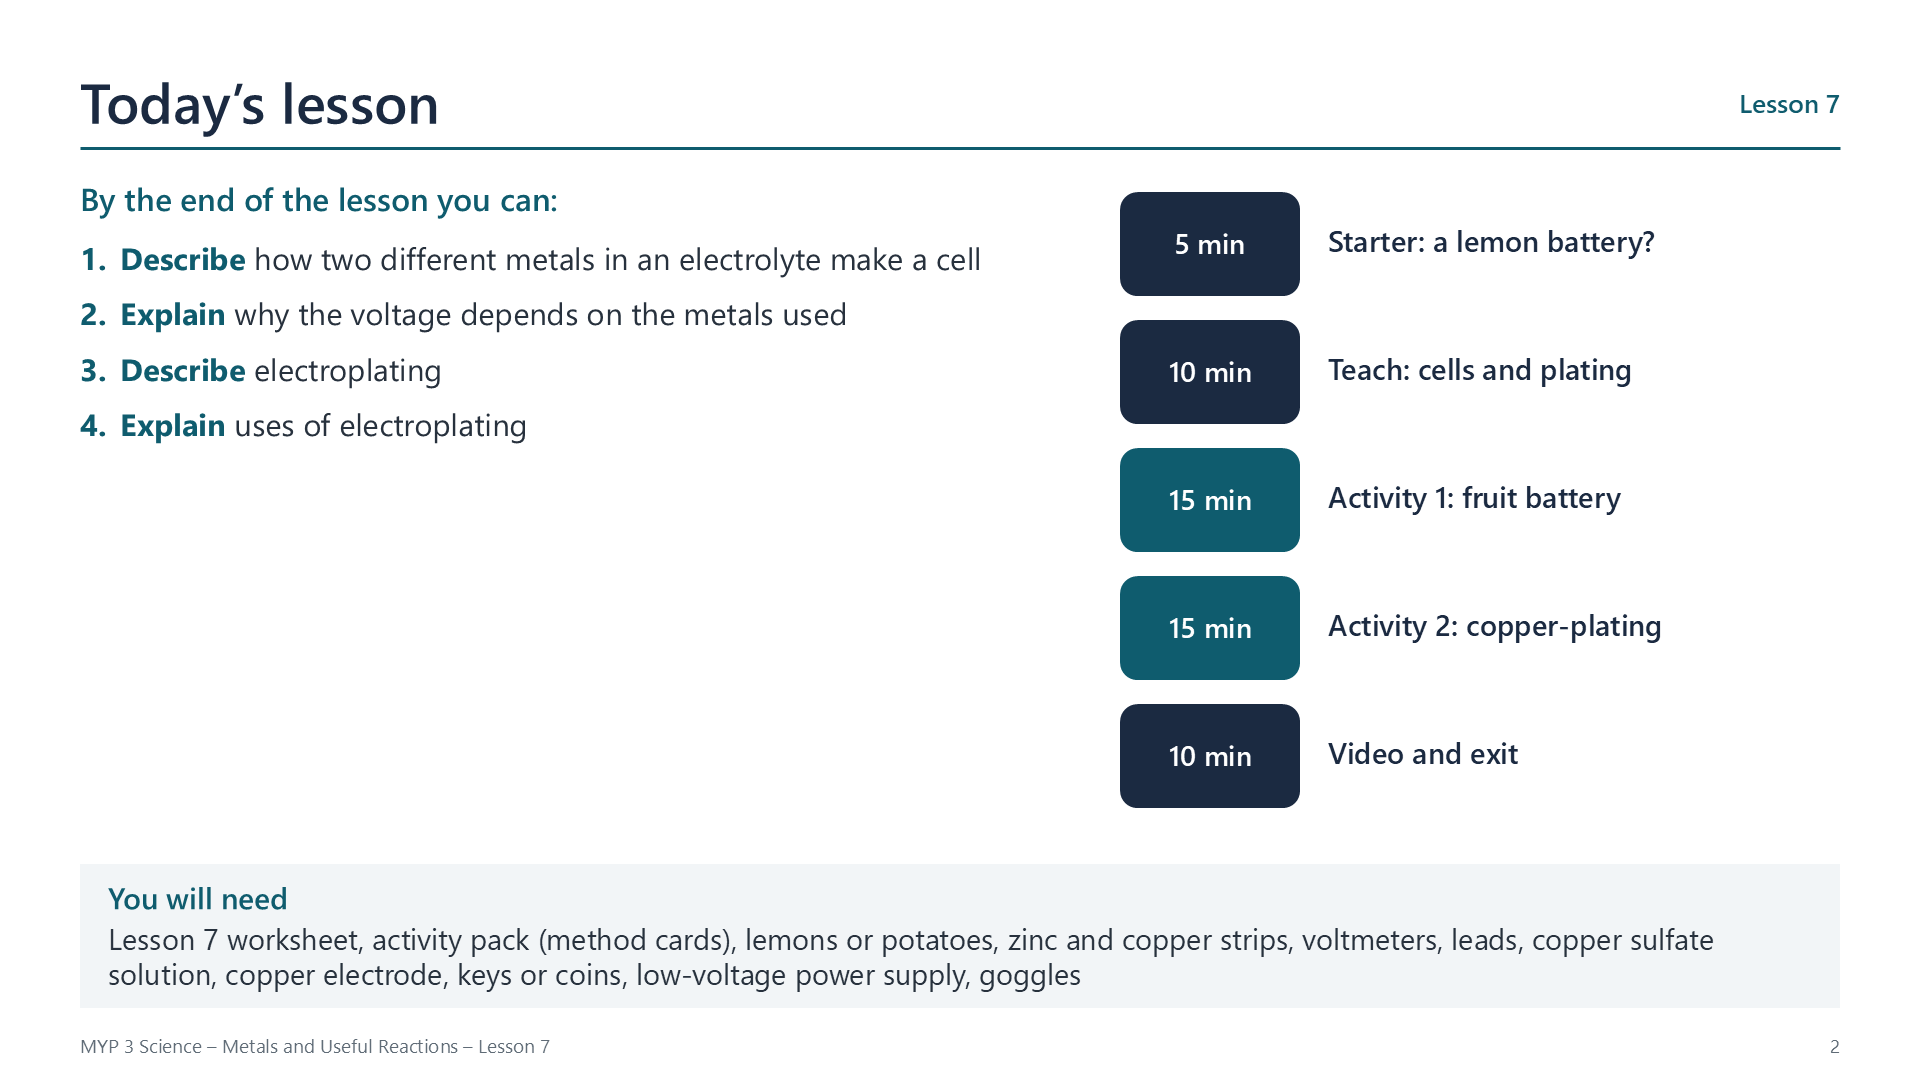 Today’s lesson
Lesson 7
By the end of the lesson you can:
1. Describe how two different metals in an electrolyte make a cell
2. Explain why the voltage depends on the metals used
3. Describe electroplating
4. Explain uses of electroplating
5 min
Starter: a lemon battery?
10 min
Teach: cells and plating
15 min
Activity 1: fruit battery
15 min
Activity 2: copper-plating
10 min
Video and exit
You will need
Lesson 7 worksheet, activity pack (method cards), lemons or potatoes, zinc and copper strips, voltmeters, leads, copper sulfate
solution, copper electrode, keys or coins, low-voltage power supply, goggles
MYP 3 Science – Metals and Useful Reactions – Lesson 7
2